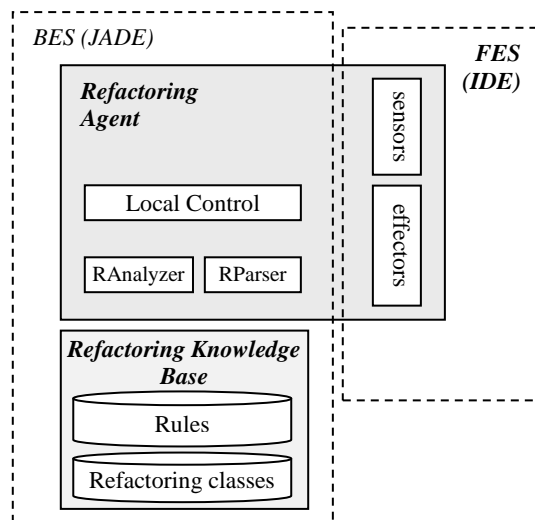 BES (JADE)
FES
(IDE)
Refactoring
Agent
sensors
Local Control
effectors
RAnalyzer
RParser
Refactoring Knowledge
Base
Rules
Refactoring classes